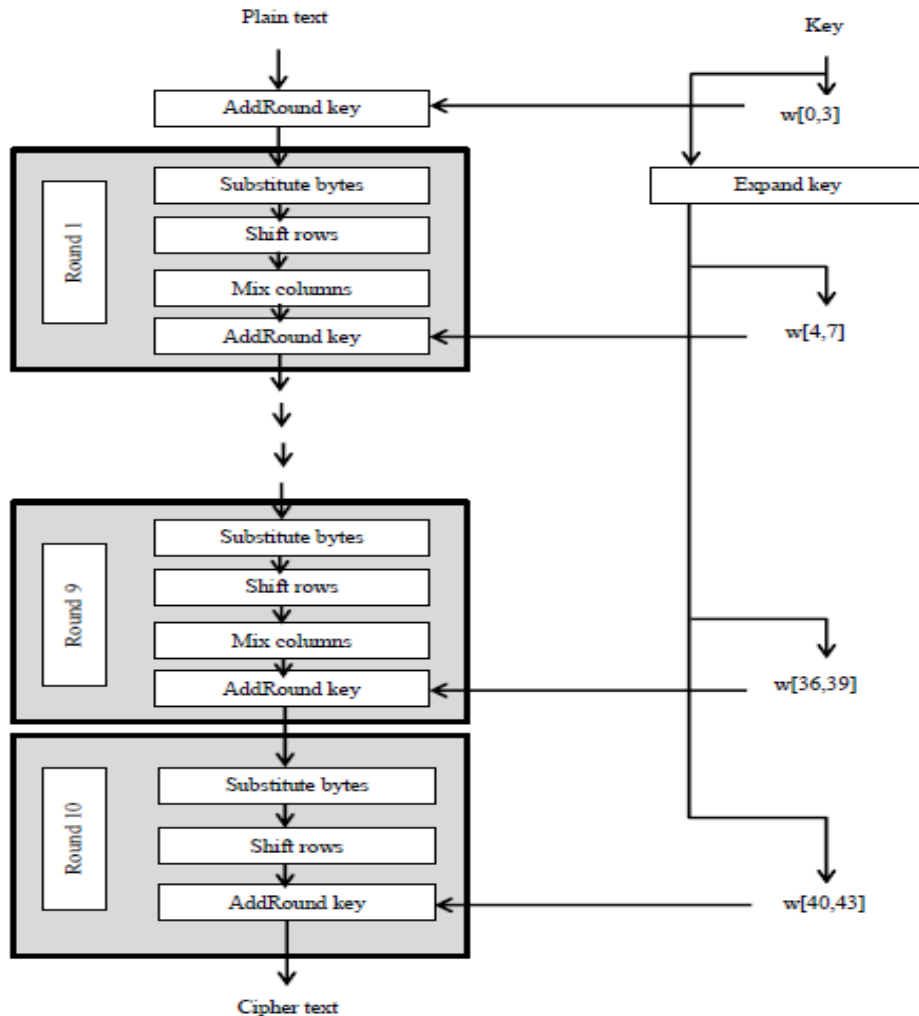 Plain text
Key
AddRound key
w[0,3]
Round 1
Substitute bytes
Expand key
Shift rows
Mix columns
AddRound key
w[4,7]
Round 9
Substitute bytes
Shift rows
Mix columns
AddRound key
w[36,39]
Round 10
Substitute bytes
Shift rows
AddRound key
w[40,43]
Cipher text